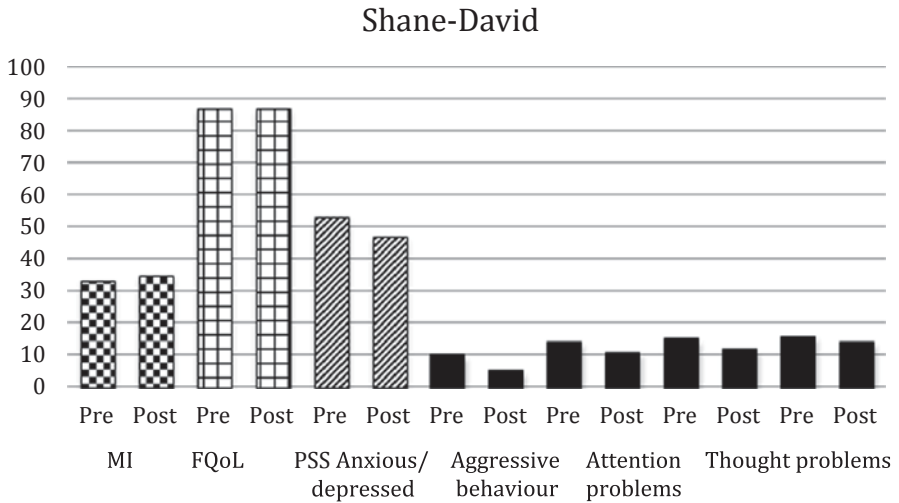 Shane-David
100
90
80
70
60
50
40
30
20
10
0
Pre Post Pre Post Pre Post Pre Post Pre Post Pre Post Pre Post
MI FQoL PSS Anxious/ Aggressive Attention Thought problems
depressed behaviour problems